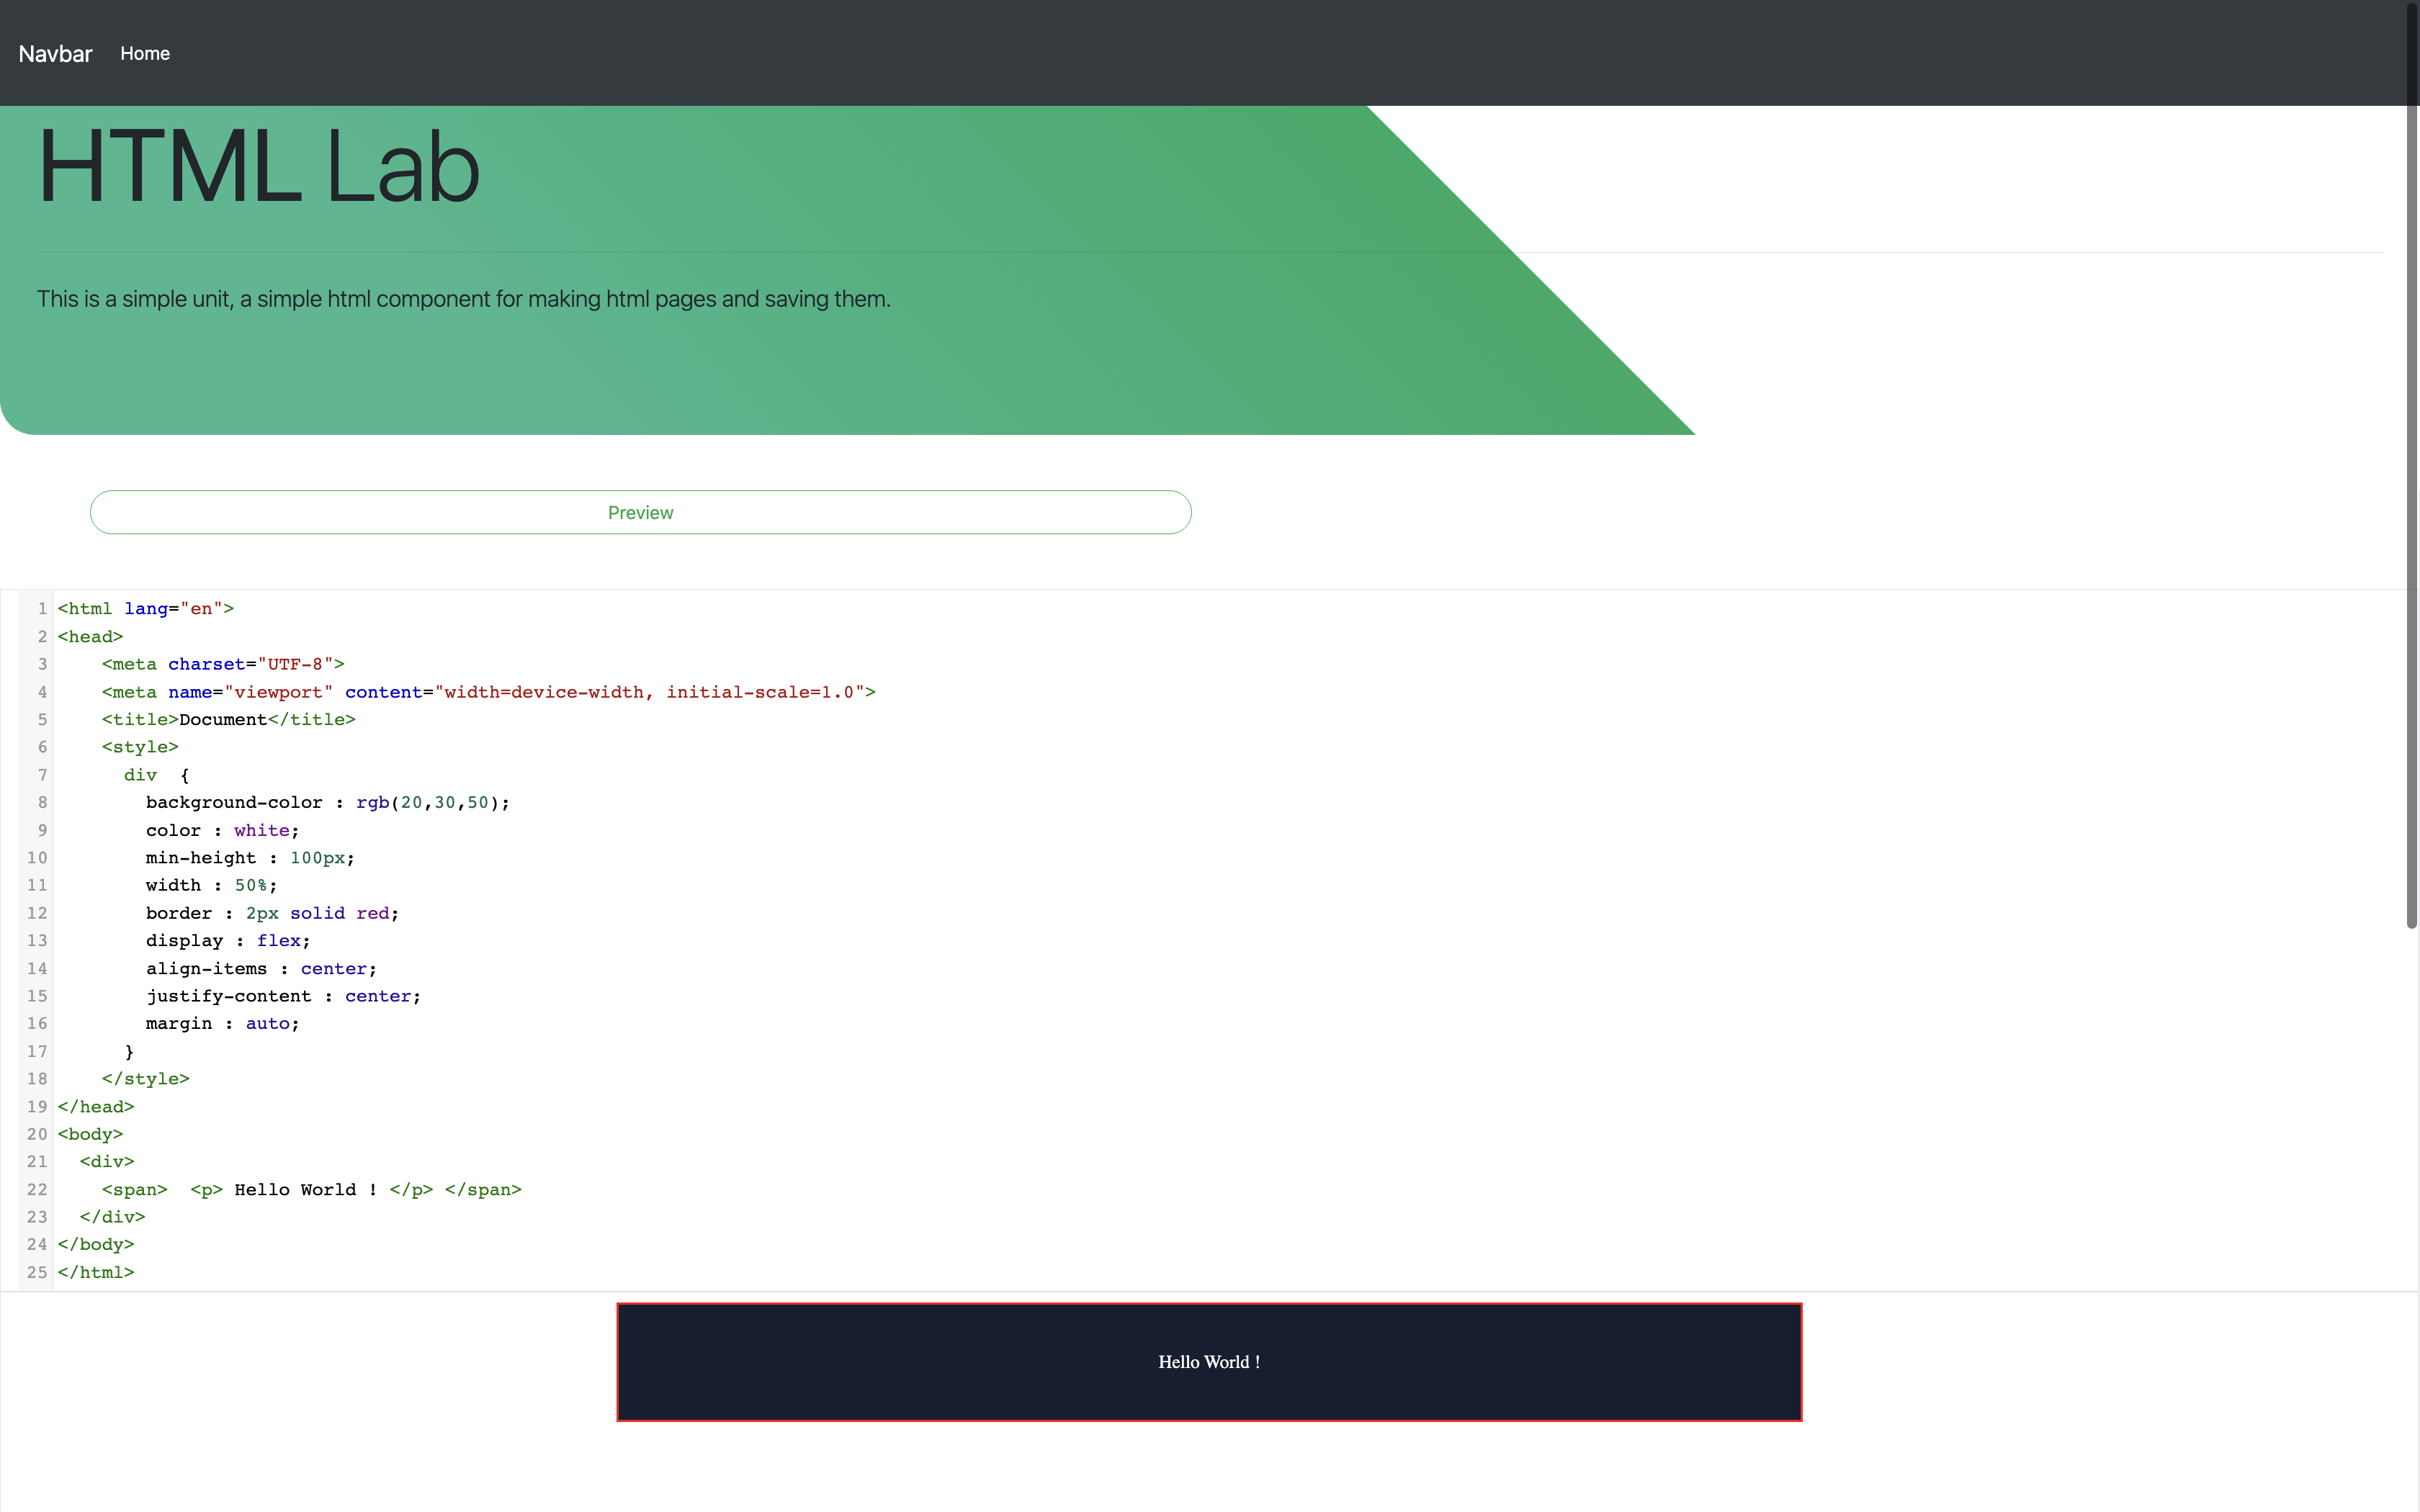 Navbar Home
HTML Lab
This is a simple unit, a simple html component for making html pages and saving them.
Preview
1 <html lang="en">
2 <head>
3     <meta charset="UTF-8">
4     <meta name="viewport" content="width=device-width, initial-scale=1.0">
5     <title>Document</title>
6     <style>
7       div  {
8         background-color : rgb(20,30,50);
9         color : white;
10         min-height : 100px;
11         width : 50%;
12         border : 2px solid red;
13         display : flex;
14         align-items : center;
15         justify-content : center;
16         margin : auto;
17       }
18     </style>
19 </head>
20 <body>
21   <div>
22     <span>  <p> Hello World ! </p> </span>
23   </div>
24 </body>
25 </html>
Hello World !